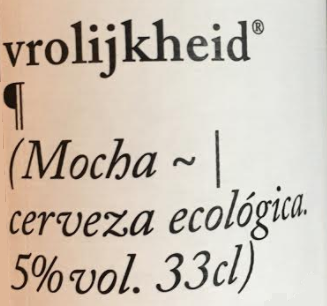 vrolijkheid®
¶
(Mocha ~ |
cerveza ecológica.
5% vol. 33cl)